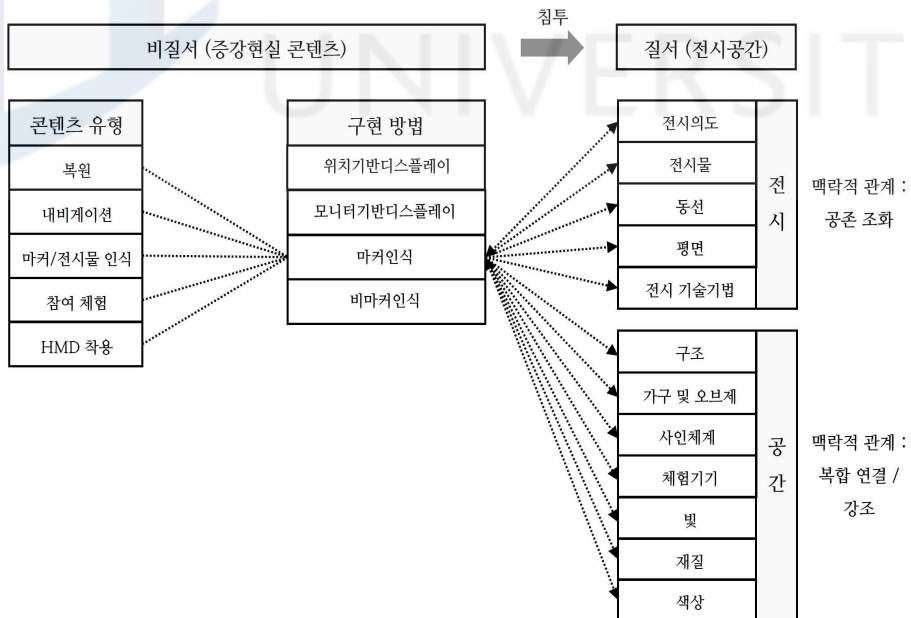 UNIVERSIT
침투
비질서 (증강현실 콘텐츠)
질서 (전시공간)
콘텐츠 유형
복원
내비게이션
마커/전시물 인식
참여 체험
HMD 착용
구현 방법
위치기반디스플레이
모니터기반디스플레이
마커인식
비마커인식
전시의도
전시물
동선
평면
전시 기술기법
전
시
맥락적 관계 :
공존 조화
구조
가구 및 오브제
사인체계
체험기기
빛
재질
색상
공
간
맥락적 관계 :
복합 연결 /
강조